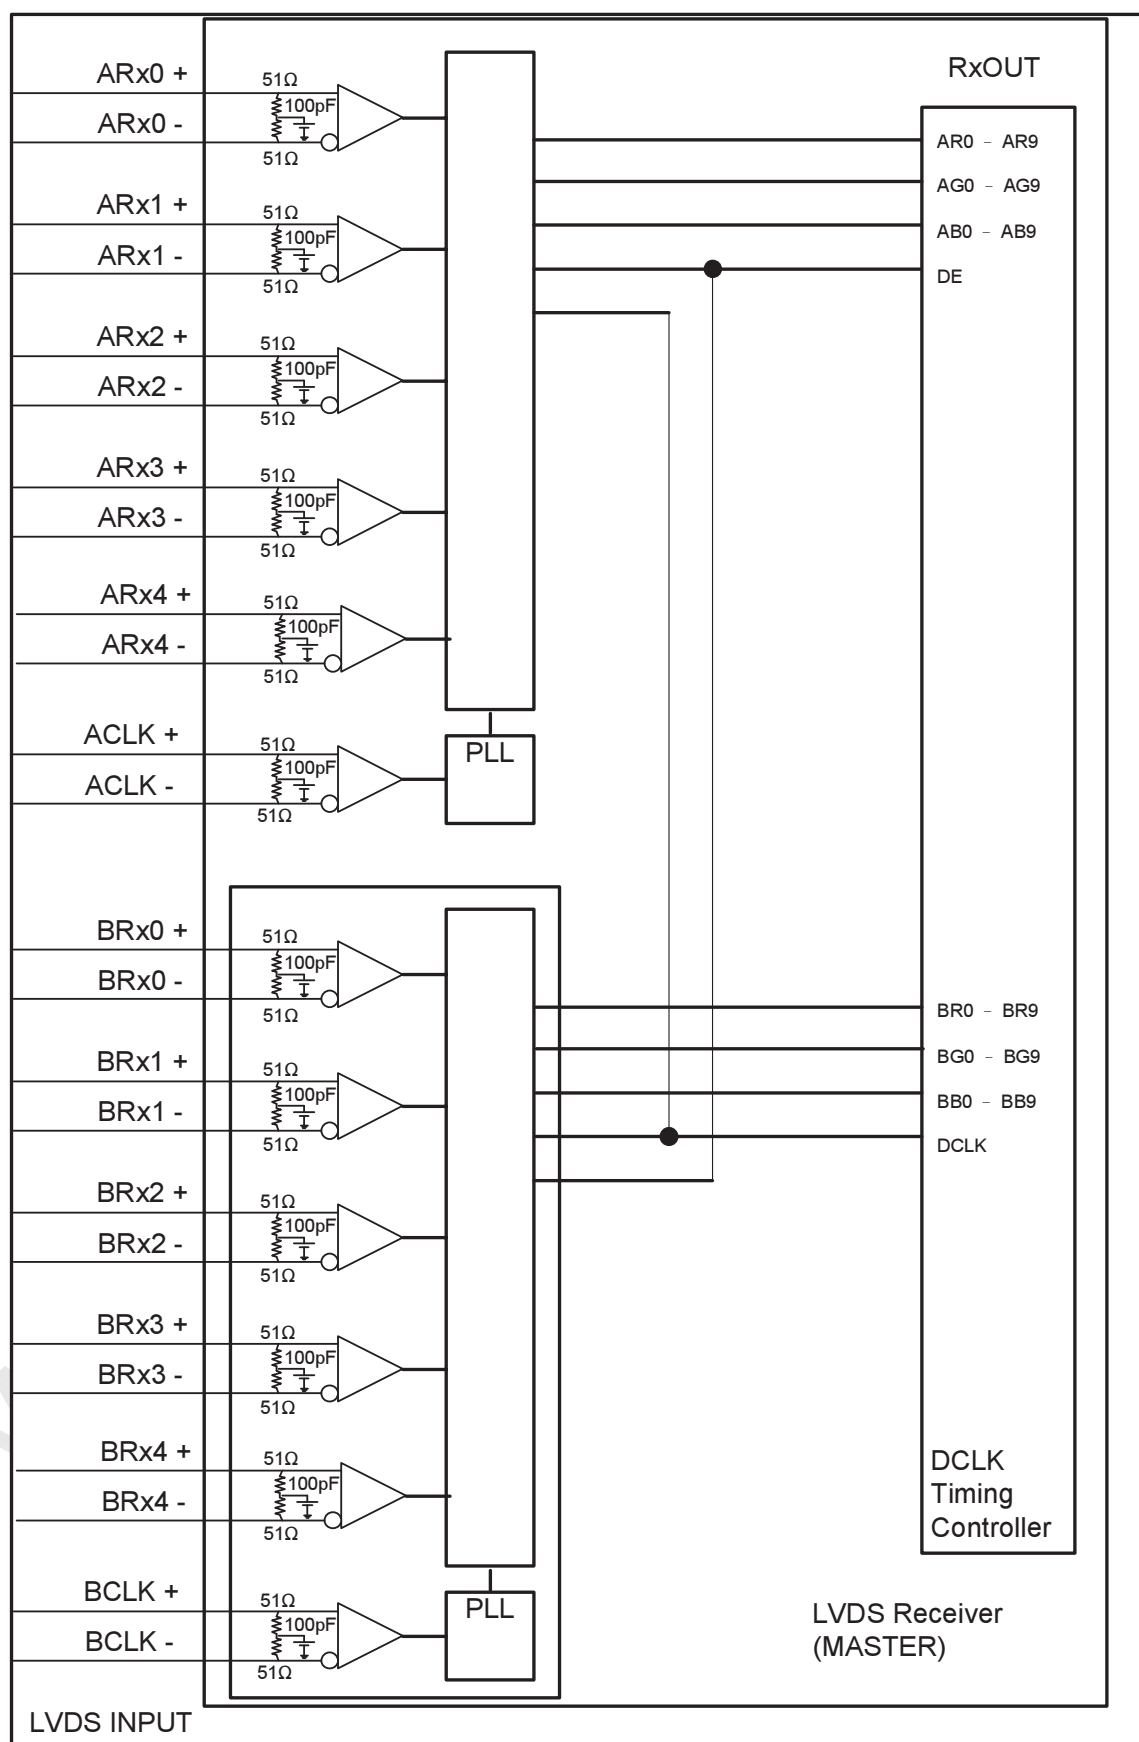 RxOUT
ARx0 +
51Ω
100pF
ARx0 -
51Ω
AR0 - AR9
AG0 - AG9
ARx1 +
51Ω
100pF
AB0 - AB9
ARx1 -
51Ω
DE
ARx2 +
51Ω
100pF
ARx2 -
51Ω
ARx3 +
51Ω
100pF
ARx3 -
51Ω
ARx4 +
51Ω
100pF
ARx4 -
51Ω
ACLK +
51Ω
PLL
100pF
ACLK -
51Ω
BRx0 +
51Ω
100pF
BRx0 -
51Ω
BR0 - BR9
BRx1 +
51Ω
BG0 - BG9
100pF
BB0 - BB9
BRx1 -
51Ω
DCLK
BRx2 +
51Ω
100pF
BRx2 -
51Ω
BRx3 +
51Ω
100pF
BRx3 -
51Ω
BRx4 +
51Ω
100pF
BRx4 -
51Ω
DCLK
Timing
Controller
BCLK +
51Ω
PLL
100pF
BCLK -
51Ω
LVDS Receiver
(MASTER)
LVDS INPUT